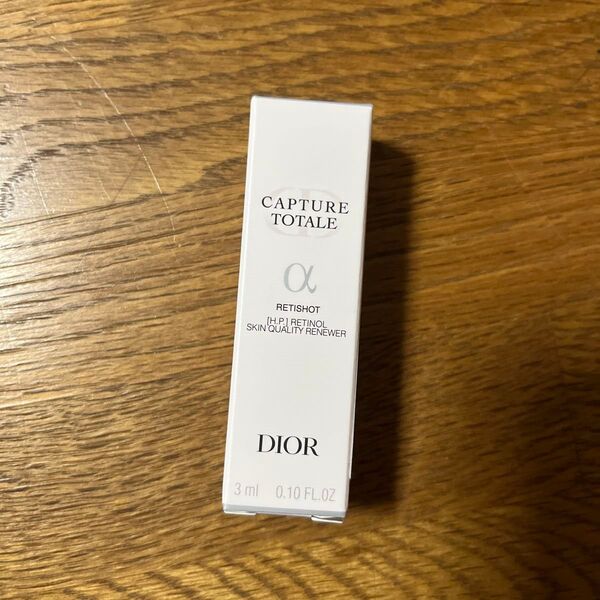 CAPTURE
TOTALE
α
RETISHOT
[H.P.] RETINOL
SKIN QUALITY RENEWER
DIOR
3 ml 0.10 FL.OZ